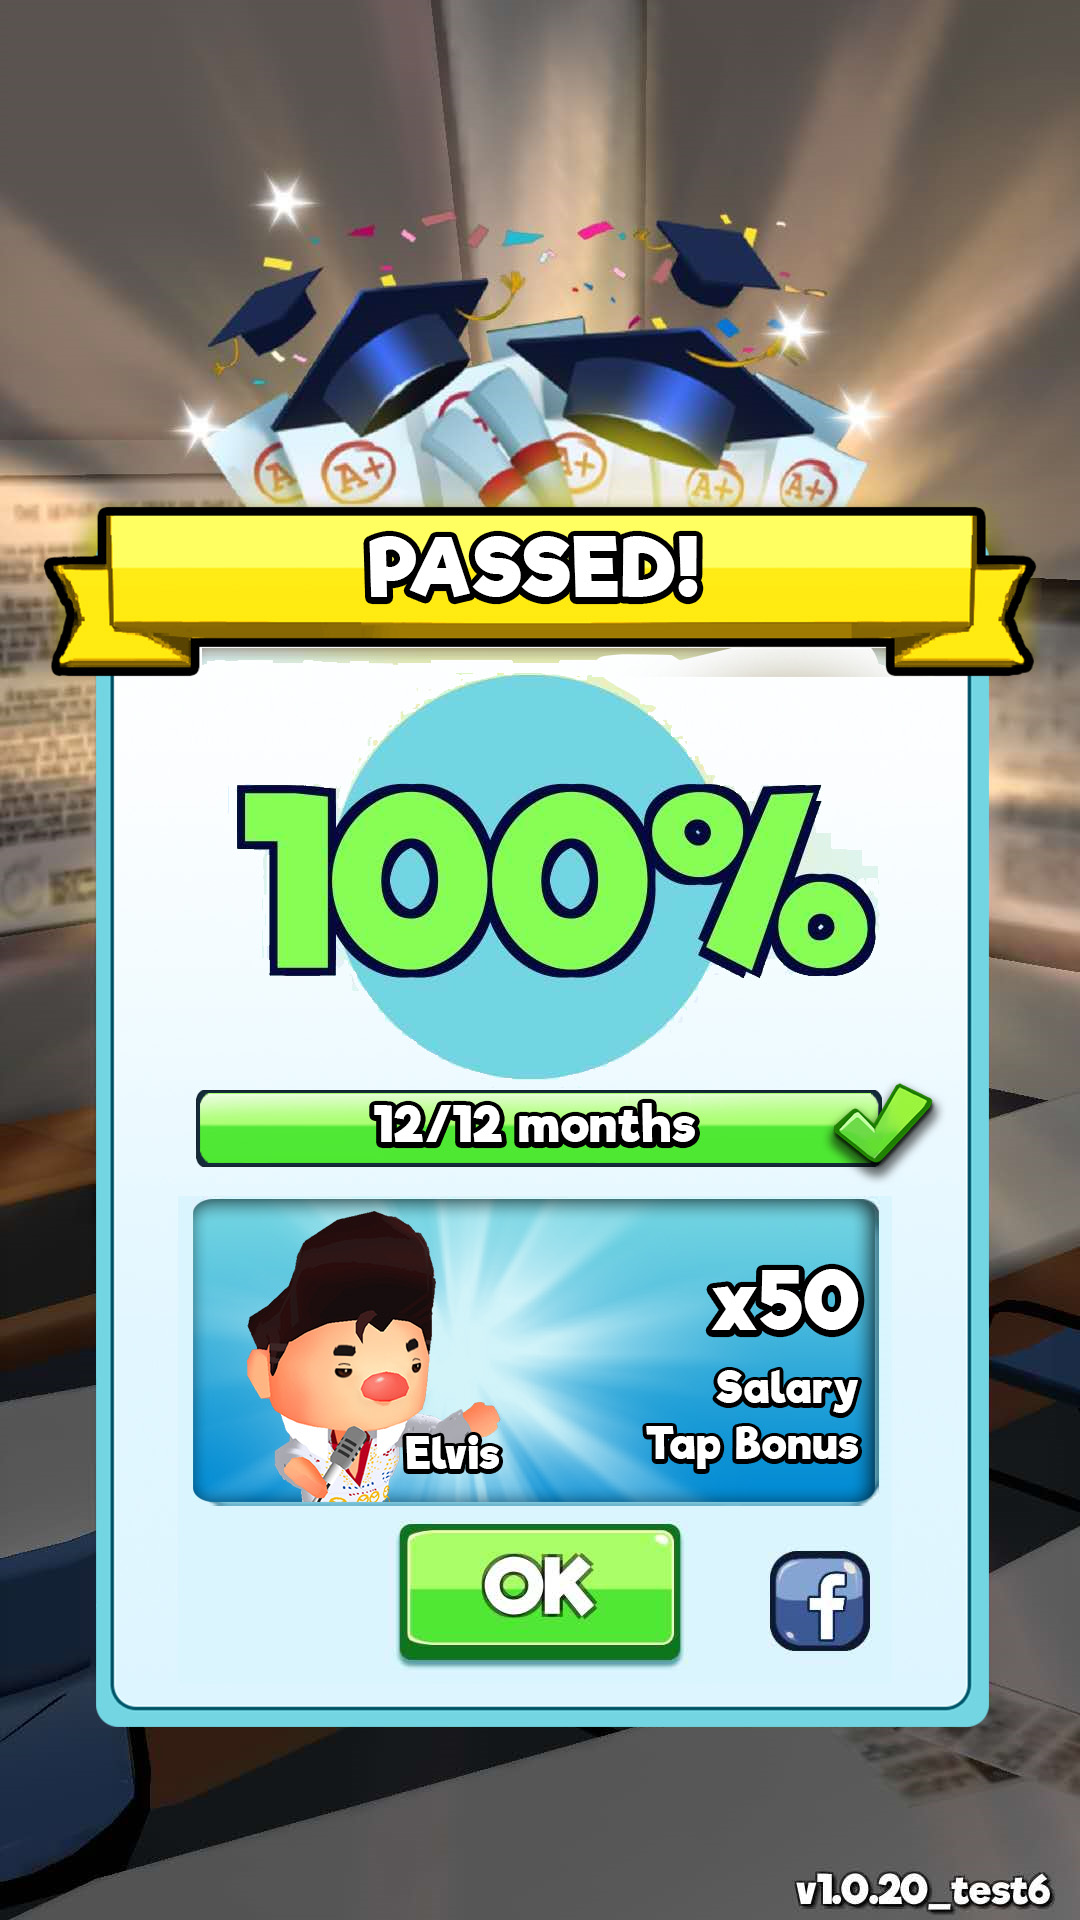 A+
A+
A+
A+
A+
PASSED!
100%
12/12 months
x50
Salary
Tap Bonus
Elvis
OK
f
v1.0.20_test6